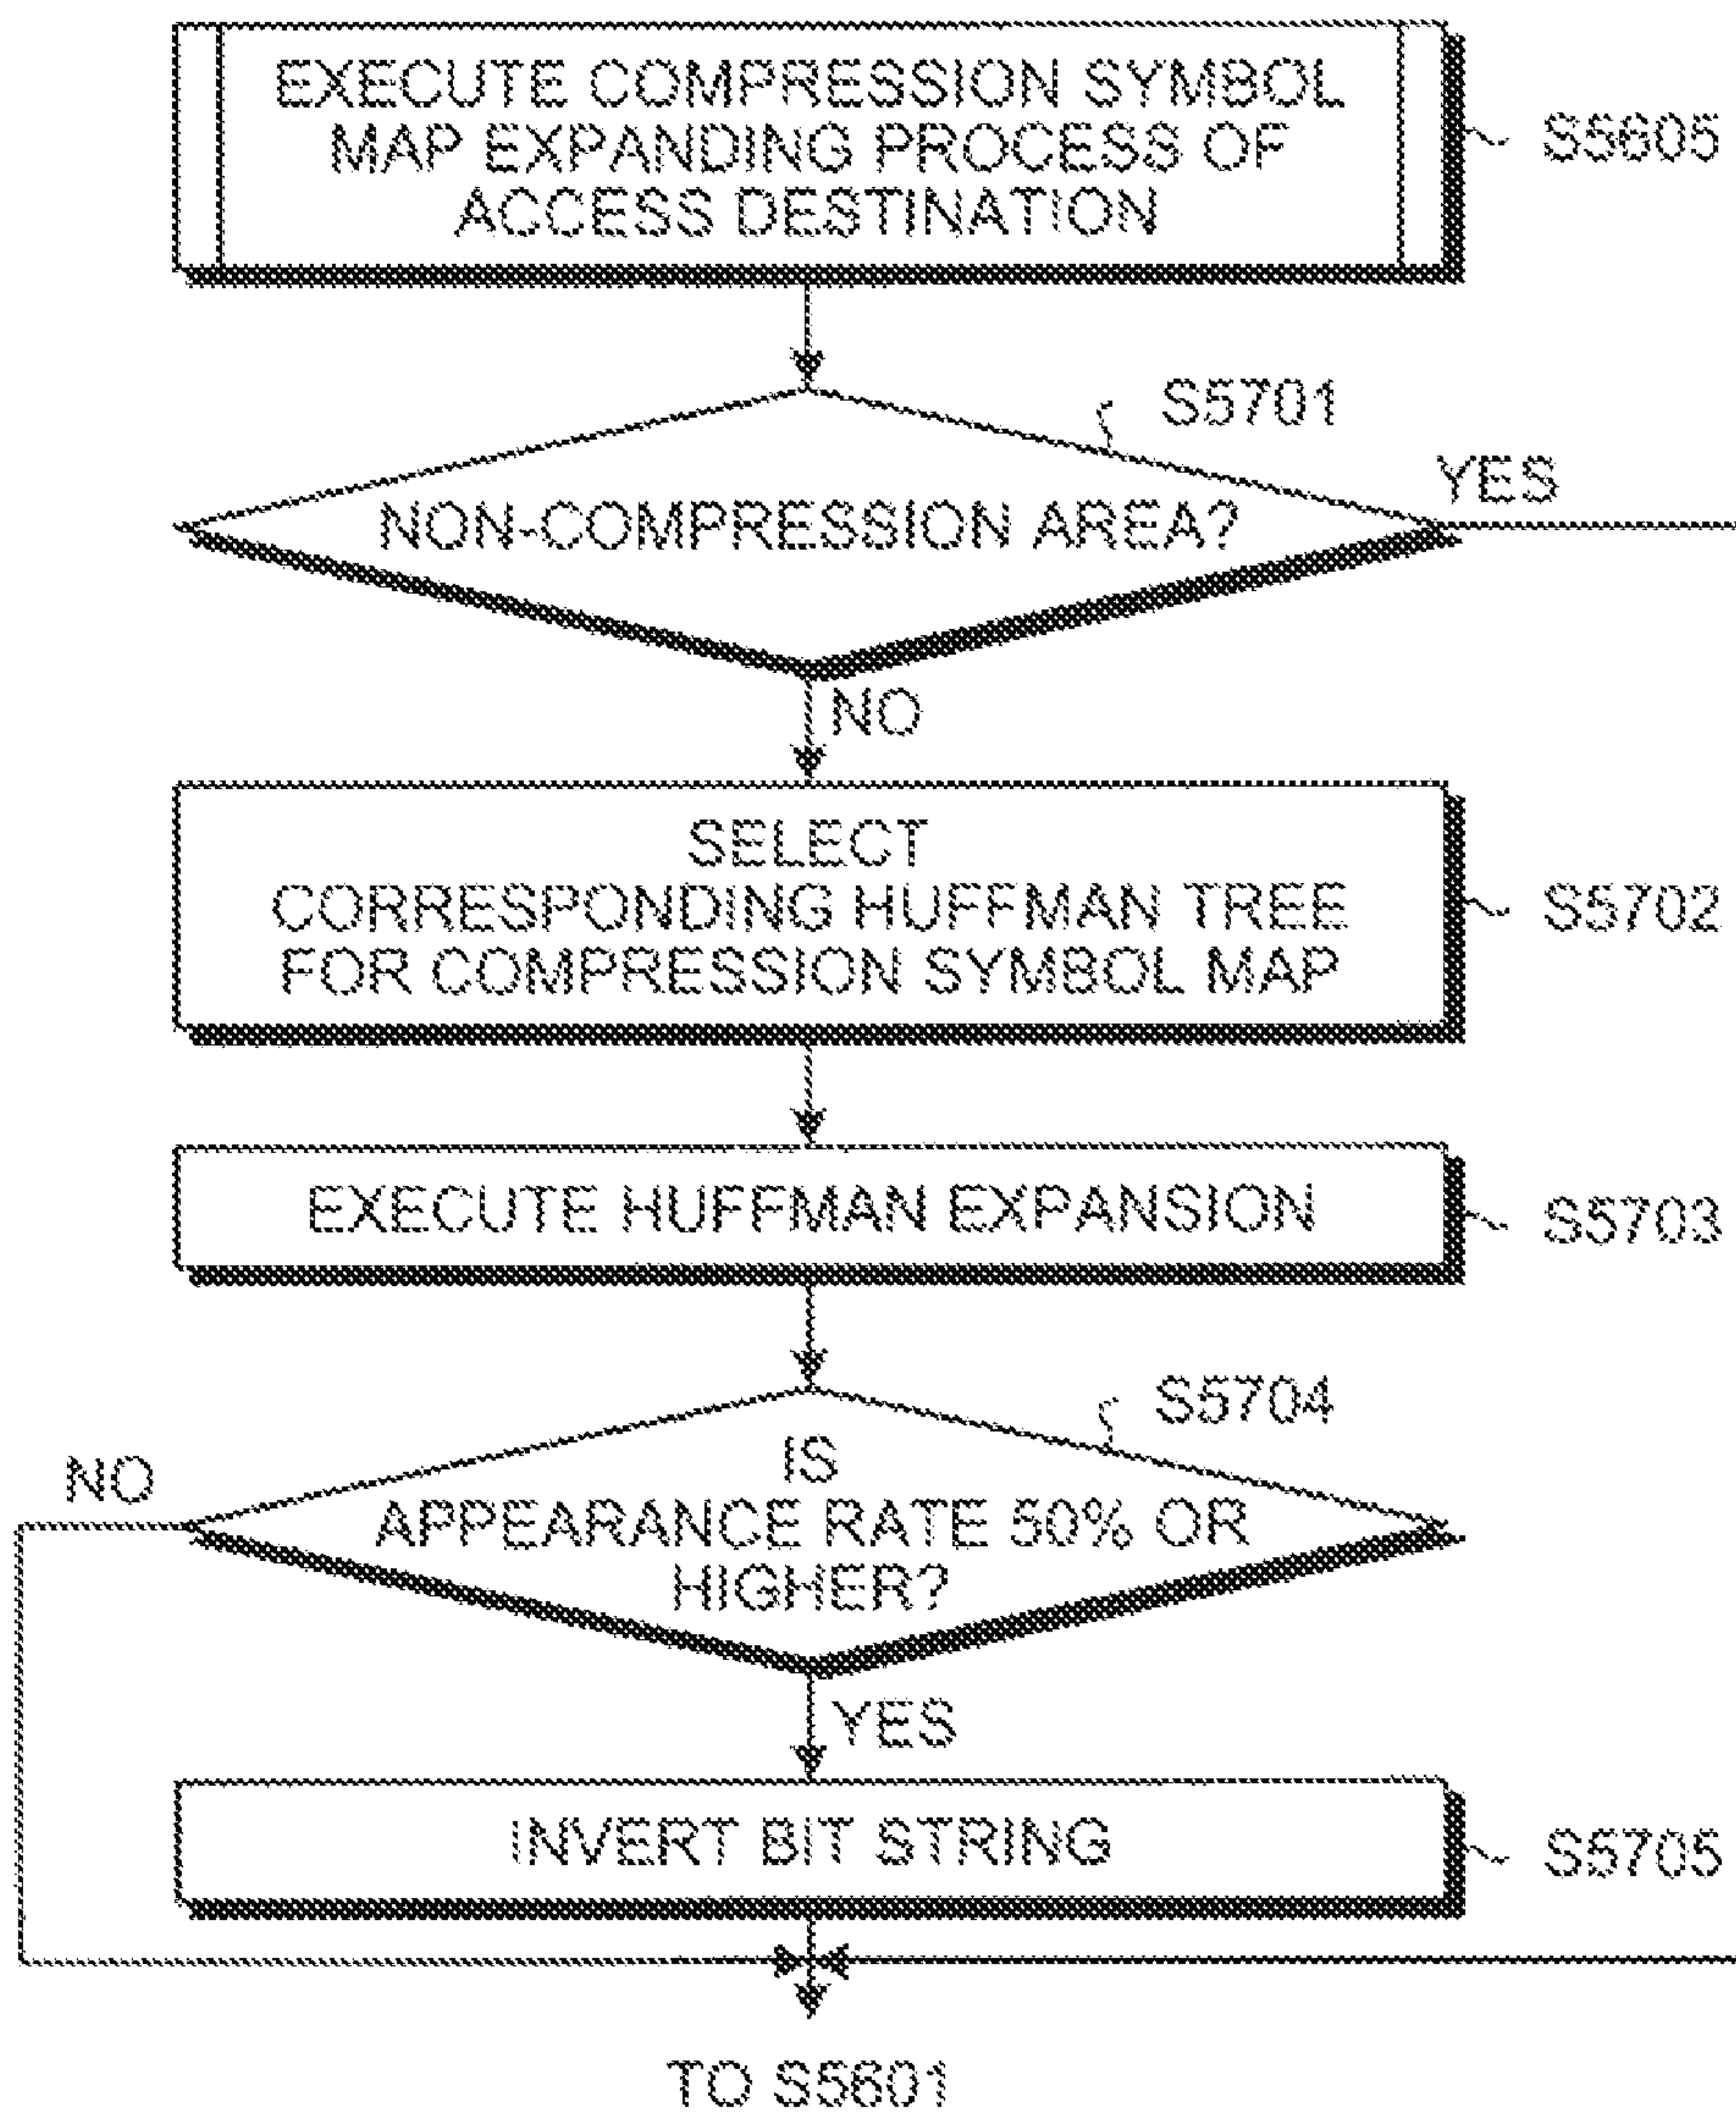 EXECUTE COMPRESSION SYMBOL
MAP EXPANDING PROCESS OF
ACCESS DESTINATION
S5605
S5701
NON-COMPRESSION AREA?
YES
NO
SELECT
CORRESPONDING HUFFMAN TREE
FOR COMPRESSION SYMBOL MAP
S5702
EXECUTE HUFFMAN EXPANSION
S5703
S5704
NO
IS
APPEARANCE RATE 50% OR
HIGHER?
YES
INVERT BIT STRING
S5705
TO S5601